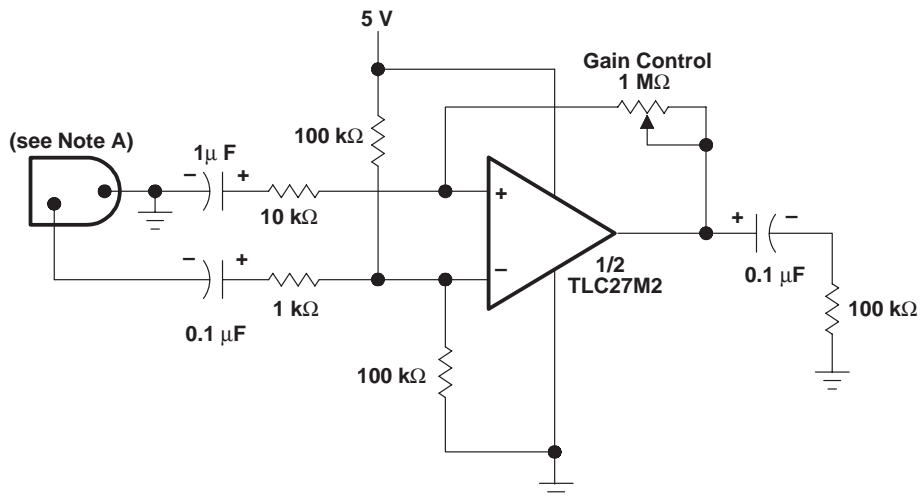 5 V
Gain Control
1 MΩ
100 kΩ
(see Note A)
1μ F
− +
10 kΩ
+
− +
1 kΩ
0.1 μF
−
1/2
TLC27M2
+ −
0.1 μF
100 kΩ
100 kΩ